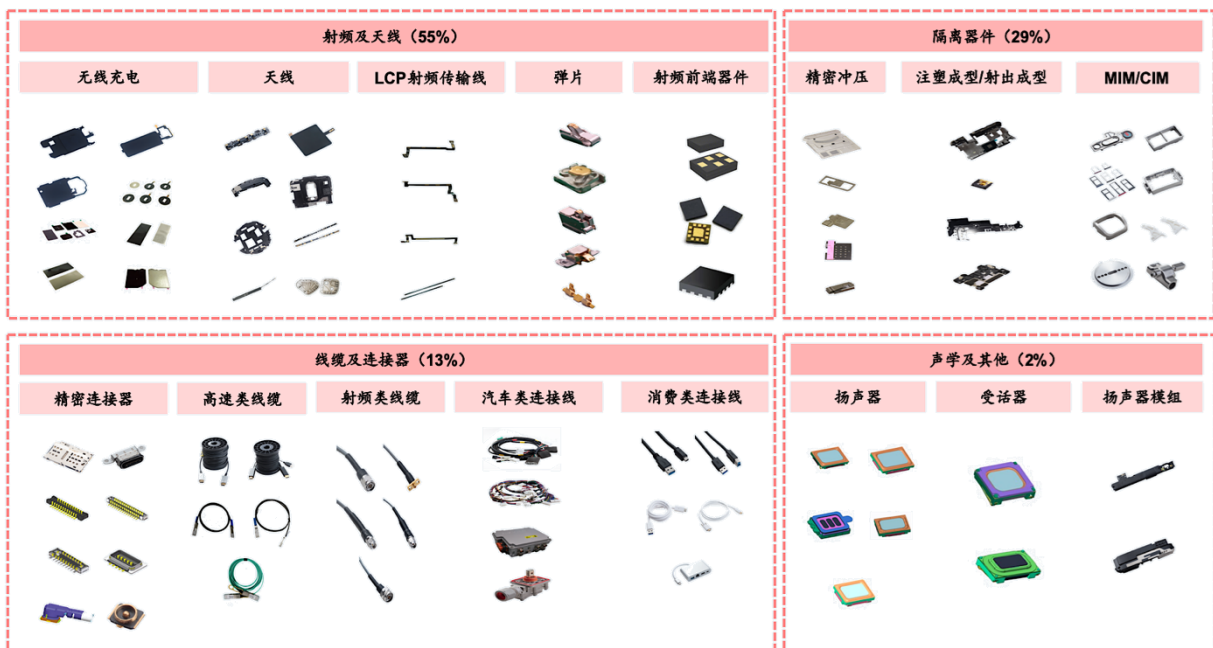 射频及天线（55%）
无线充电
天线
LCP射频传输线
弹片
射频前端器件
隔离器件（29%）
精密冲压
注塑成型/射出成型
MIM/CIM
线缆及连接器（13%）
精密连接器
高速类线缆
射频类线缆
汽车类连接线
消费类连接线
声学及其他（2%）
扬声器
受话器
扬声器模组